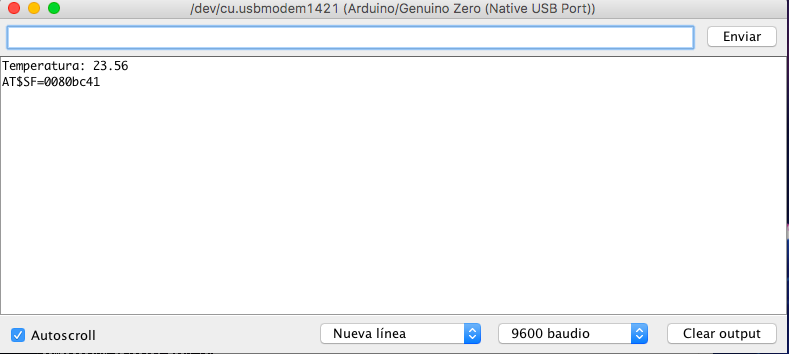 /dev/cu.usbmodem1421 (Arduino/Genuino Zero (Native USB Port))
Enviar
Temperatura: 23.56
AT$SF=0080bc41
Autoscroll
Nueva línea
9600 baudio
Clear output